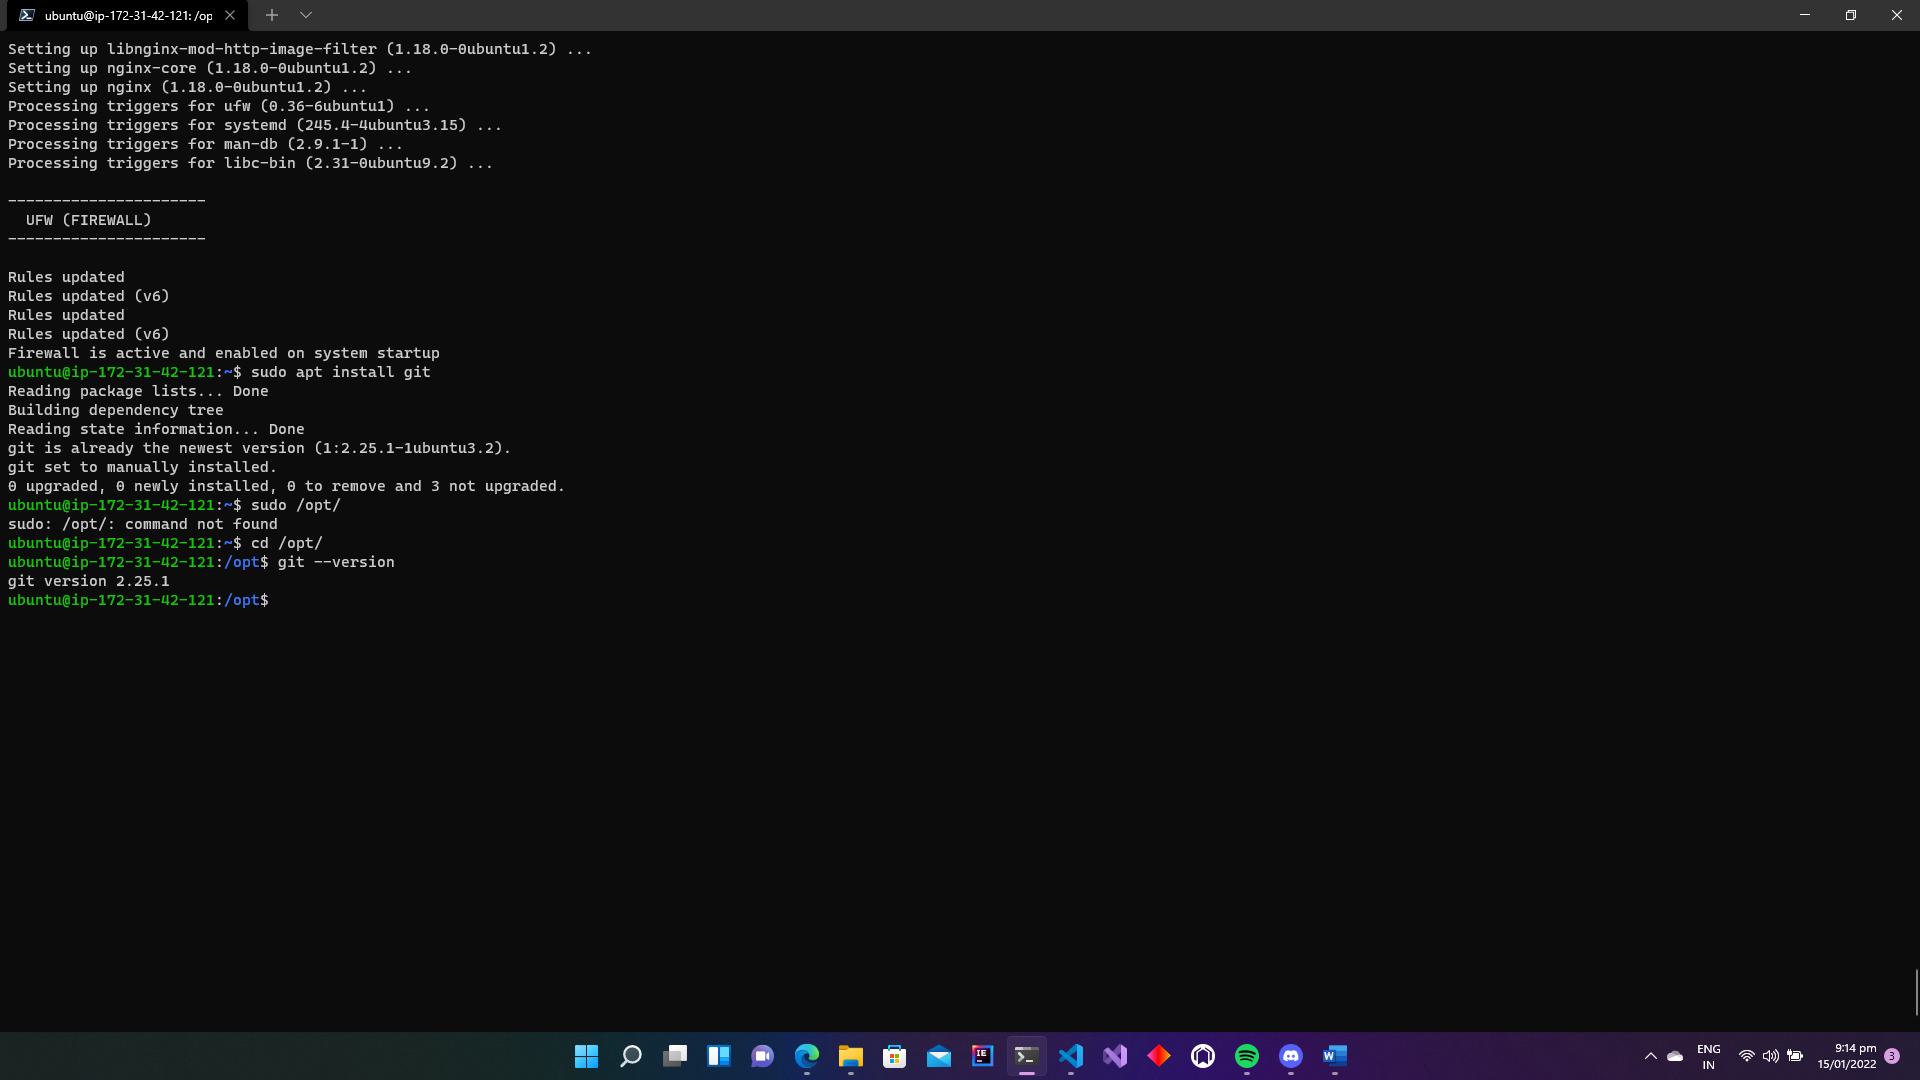 ubuntu@ip-172-31-42-121: /op
Setting up libnginx-mod-http-image-filter (1.18.0-0ubuntu1.2) ...
Setting up nginx-core (1.18.0-0ubuntu1.2) ...
Setting up nginx (1.18.0-0ubuntu1.2) ...
Processing triggers for ufw (0.36-6ubuntu1) ...
Processing triggers for systemd (245.4-4ubuntu3.15) ...
Processing triggers for man-db (2.9.1-1) ...
Processing triggers for libc-bin (2.31-0ubuntu9.2) ...
----------------------
UFW (FIREWALL)
----------------------
Rules updated
Rules updated (v6)
Rules updated
Rules updated (v6)
Firewall is active and enabled on system startup
ubuntu@ip-172-31-42-121:~$ sudo apt install git
Reading package lists... Done
Building dependency tree
Reading state information... Done
git is already the newest version (1:2.25.1-1ubuntu3.2).
git set to manually installed.
0 upgraded, 0 newly installed, 0 to remove and 3 not upgraded.
ubuntu@ip-172-31-42-121:~$ sudo /opt/
sudo: /opt/: command not found
ubuntu@ip-172-31-42-121:~$ cd /opt/
ubuntu@ip-172-31-42-121:/opt$ git --version
git version 2.25.1
ubuntu@ip-172-31-42-121:/opt$
IE
W
ENG
IN
9:14 pm
15/01/2022
3